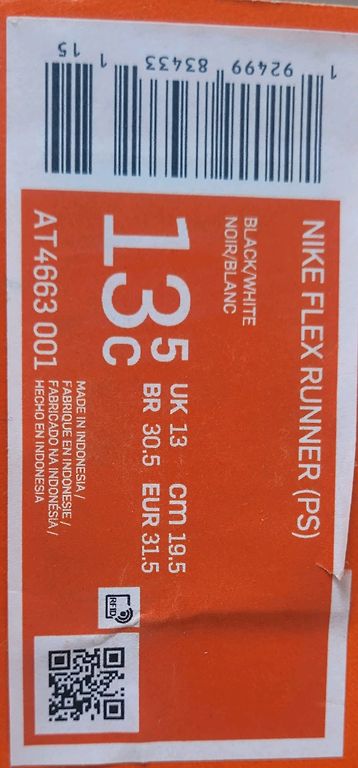 NIKE FLEX RUNNER (PS)
BLACK/WHITE
NOIR/BLANC
13 5 C
UK 13 cm 19.5
BR 30.5 EUR 31.5
AT4663 001
MADE IN INDONESIA /
FABRIQUE EN INDONESIE /
FABRICADO NA INDONÉSIA /
HECHO EN INDONESIA
RFID
1 92499 83433 1 15